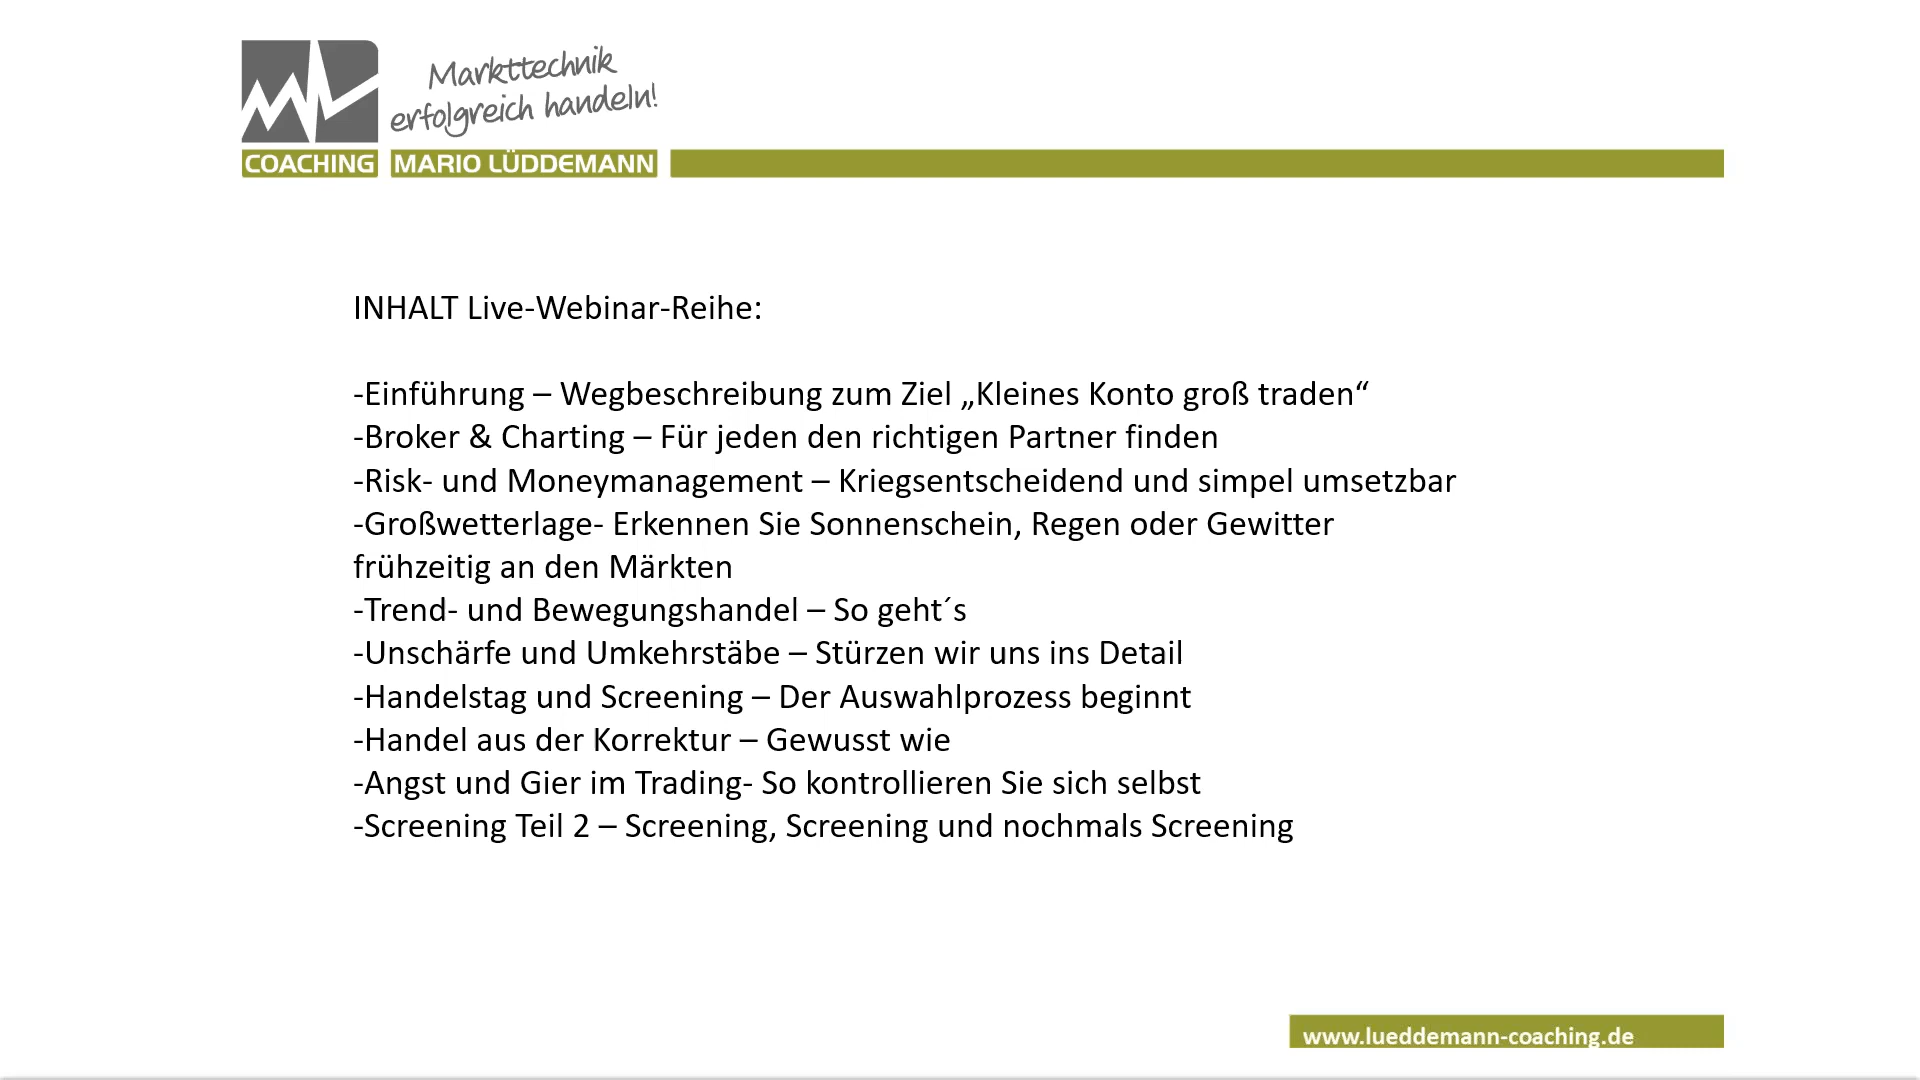 Markttechnik
erfolgreich handeln!
COACHING MARIO LÜDDEMANN
INHALT Live-Webinar-Reihe:
-Einführung – Wegbeschreibung zum Ziel „Kleines Konto groß traden“
-Broker & Charting – Für jeden den richtigen Partner finden
-Risk- und Moneymanagement – Kriegsentscheidend und simpel umsetzbar
-Großwetterlage- Erkennen Sie Sonnenschein, Regen oder Gewitter
frühzeitig an den Märkten
-Trend- und Bewegungshandel – So geht´s
-Unschärfe und Umkehrstäbe – Stürzen wir uns ins Detail
-Handelstag und Screening – Der Auswahlprozess beginnt
-Handel aus der Korrektur – Gewusst wie
-Angst und Gier im Trading- So kontrollieren Sie sich selbst
-Screening Teil 2 – Screening, Screening und nochmals Screening
www.lueddemann-coaching.de